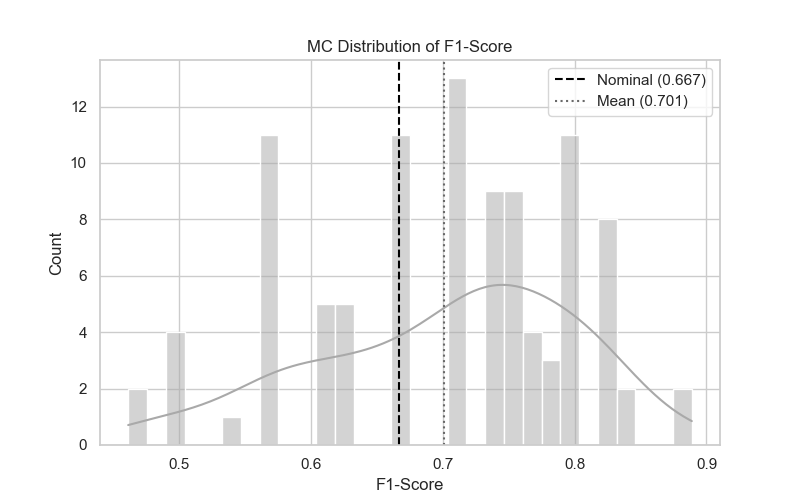 MC Distribution of F1-Score
Nominal (0.667)
Mean (0.701)
Count
12
10
8
6
4
2
0
0.5 0.6 0.7 0.8 0.9
F1-Score